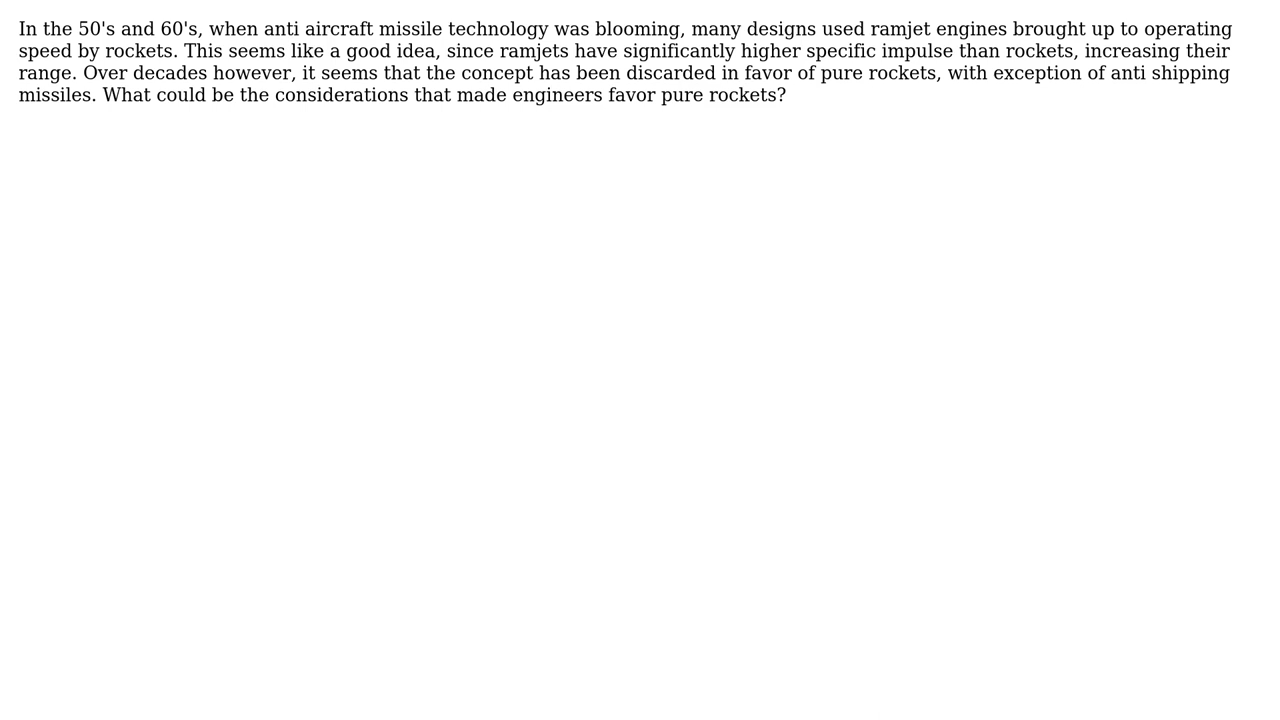 In the 50's and 60's, when anti aircraft missile technology was blooming, many designs used ramjet engines brought up to operating
speed by rockets. This seems like a good idea, since ramjets have significantly higher specific impulse than rockets, increasing their
range. Over decades however, it seems that the concept has been discarded in favor of pure rockets, with exception of anti shipping
missiles. What could be the considerations that made engineers favor pure rockets?